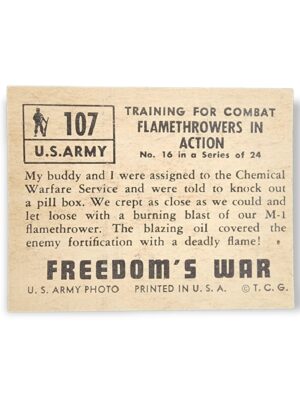 107
U.S.ARMY
TRAINING FOR COMBAT
FLAMETHROWERS IN
ACTION
No. 16 in a Series of 24
My buddy and I were assigned to the Chemical
Warfare Service and were told to knock out
a pill box. We crept as close as we could and
let loose with a burning blast of our M-1
flamethrower. The blazing oil covered the
enemy fortification with a deadly flame!
FREEDOM'S WAR
U. S. ARMY PHOTO PRINTED IN U. S. A. © T. C. G.